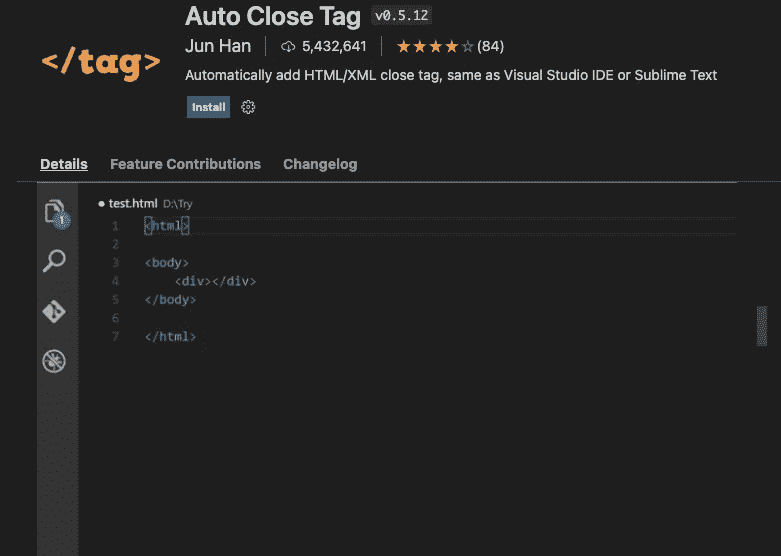 Auto Close Tag v0.5.12
</tag>
Jun Han 5,432,641 ★★★★☆ (84)
Automatically add HTML/XML close tag, same as Visual Studio IDE or Sublime Text
Install
Details Feature Contributions Changelog
● test.html D:\Try
1
1 <html>
2
3 <body>
4 <div></div>
5 </body>
6
7 </html>